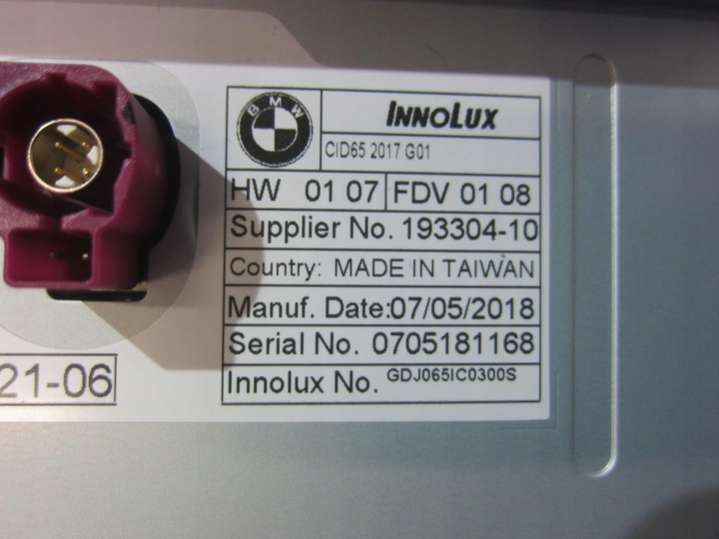 BMW
INNOLUX
CID65 2017 G01
HW 01 07 FDV 01 08
Supplier No. 193304-10
Country: MADE IN TAIWAN
Manuf. Date:07/05/2018
Serial No. 0705181168
Innolux No. GDJ065IC0300S
21-06